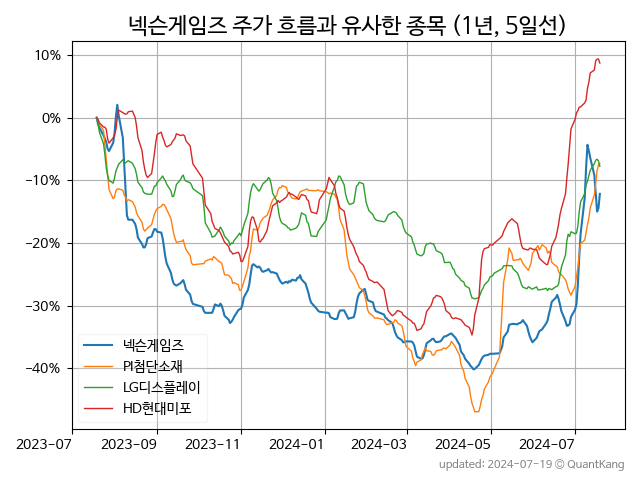 넥슨게임즈 주가 흐름과 유사한 종목 (1년, 5일선)
10%
0%
−10%
−20%
−30%
−40%
넥슨게임즈
PI첨단소재
LG디스플레이
HD현대미포
2023-07 2023-09 2023-11 2024-01 2024-03 2024-05 2024-07
updated: 2024-07-19 © QuantKang